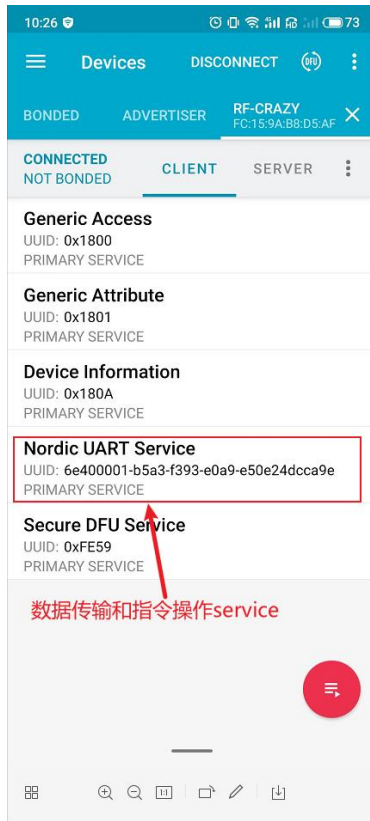 10:26 73
Devices DISCONNECT DFU
BONDED ADVERTISER RF-CRAZY
FC:15:9A:B8:D5:AF
CONNECTED
NOT BONDED
CLIENT SERVER
Generic Access
UUID: 0x1800
PRIMARY SERVICE
Generic Attribute
UUID: 0x1801
PRIMARY SERVICE
Device Information
UUID: 0x180A
PRIMARY SERVICE
Nordic UART Service
UUID: 6e400001-b5a3-f393-e0a9-e50e24dcca9e
PRIMARY SERVICE
Secure DFU Service
UUID: 0xFE59
PRIMARY SERVICE
数据传输和指令操作service
1:1